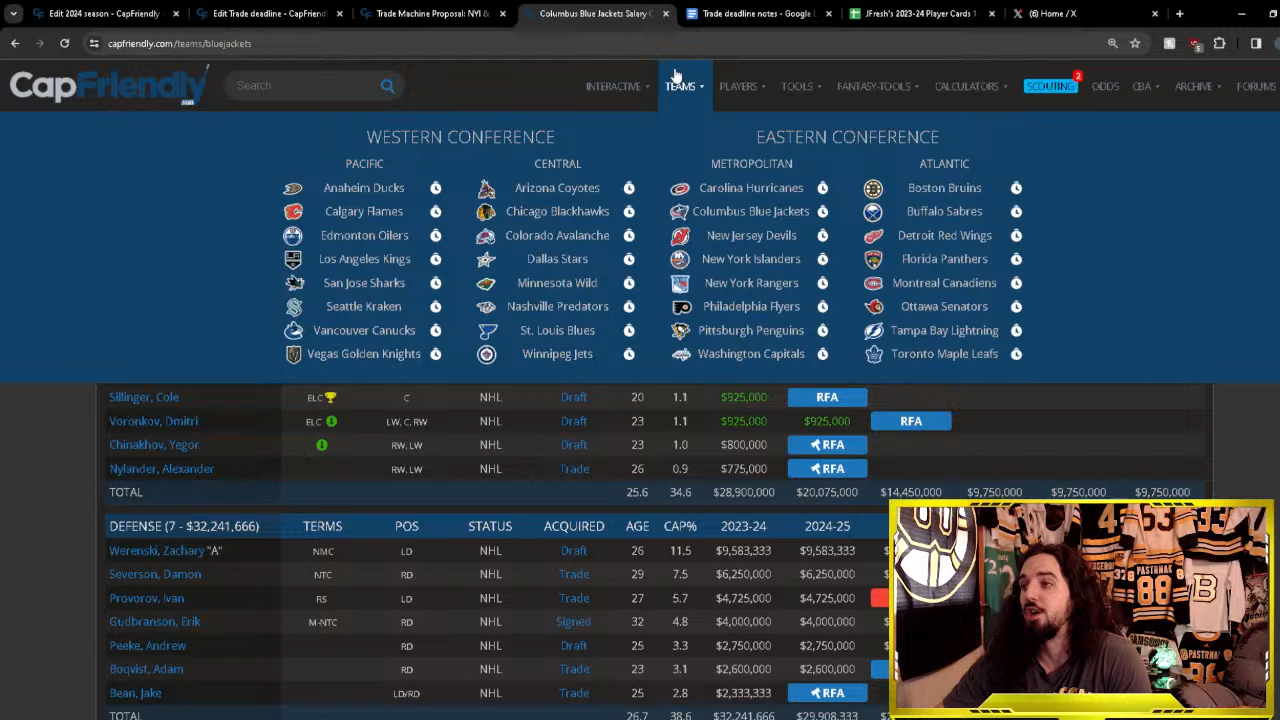 Edit 2024 season - CapFriendly
Edit Trade deadline - CapFriend
Trade Machine Proposal: NYI &
Columbus Blue Jackets Salary
Trade deadline notes - Google
JFresh's 2023-24 Player Cards
(1) Home / X
capfriendly.com/teams/bluejackets
CapFriendly
.com
Search
INTERACTIVE
TEAMS
PLAYERS
TOOLS
FANTASY-TOOLS
CALCULATORS
SCOUTING
2
ODDS
CBA
ARCHIVE
FORUMS
WESTERN CONFERENCE
EASTERN CONFERENCE
PACIFIC CENTRAL METROPOLITAN ATLANTIC
Anaheim Ducks Arizona Coyotes Carolina Hurricanes Boston Bruins
Calgary Flames Chicago Blackhawks Columbus Blue Jackets Buffalo Sabres
Edmonton Oilers Colorado Avalanche New Jersey Devils Detroit Red Wings
Los Angeles Kings Dallas Stars New York Islanders Florida Panthers
San Jose Sharks Minnesota Wild New York Rangers Montreal Canadiens
Seattle Kraken Nashville Predators Philadelphia Flyers Ottawa Senators
Vancouver Canucks St. Louis Blues Pittsburgh Penguins Tampa Bay Lightning
Vegas Golden Knights Winnipeg Jets Washington Capitals Toronto Maple Leafs
Sillinger, Cole ELC C NHL Draft 20 1.1 $925,000 RFA
Voronkov, Dmitri ELC LW, C, RW NHL Draft 23 1.1 $925,000 $925,000 RFA
Chinakhov, Yegor RW, LW NHL Draft 23 1.0 $800,000 RFA
Nylander, Alexander RW, LW NHL Trade 26 0.9 $775,000 RFA
TOTAL 25.6 34.6 $28,900,000 $20,075,000 $14,450,000 $9,750,000 $9,750,000 $9,750,000
DEFENSE (7 - $32,241,666) TERMS POS STATUS ACQUIRED AGE CAP% 2023-24 2024-25
Werenski, Zachary "A" NMC LD NHL Draft 26 11.5 $9,583,333 $9,583,333
Severson, Damon NTC RD NHL Trade 29 7.5 $6,250,000 $6,250,000
Provorov, Ivan RS LD NHL Trade 27 5.7 $4,725,000 $4,725,000
Gudbranson, Erik M-NTC RD NHL Signed 32 4.8 $4,000,000 $4,000,000
Peeke, Andrew RD NHL Draft 25 3.3 $2,750,000 $2,750,000
Boqvist, Adam RD NHL Trade 23 3.1 $2,600,000 $2,600,000
Bean, Jake LD/RD NHL Trade 25 2.8 $2,333,333 RFA
TOTAL 26.7 38.6 $32,241,666 $29,908,333
PASTRNAK
88
PASTRNAK
88
B
33